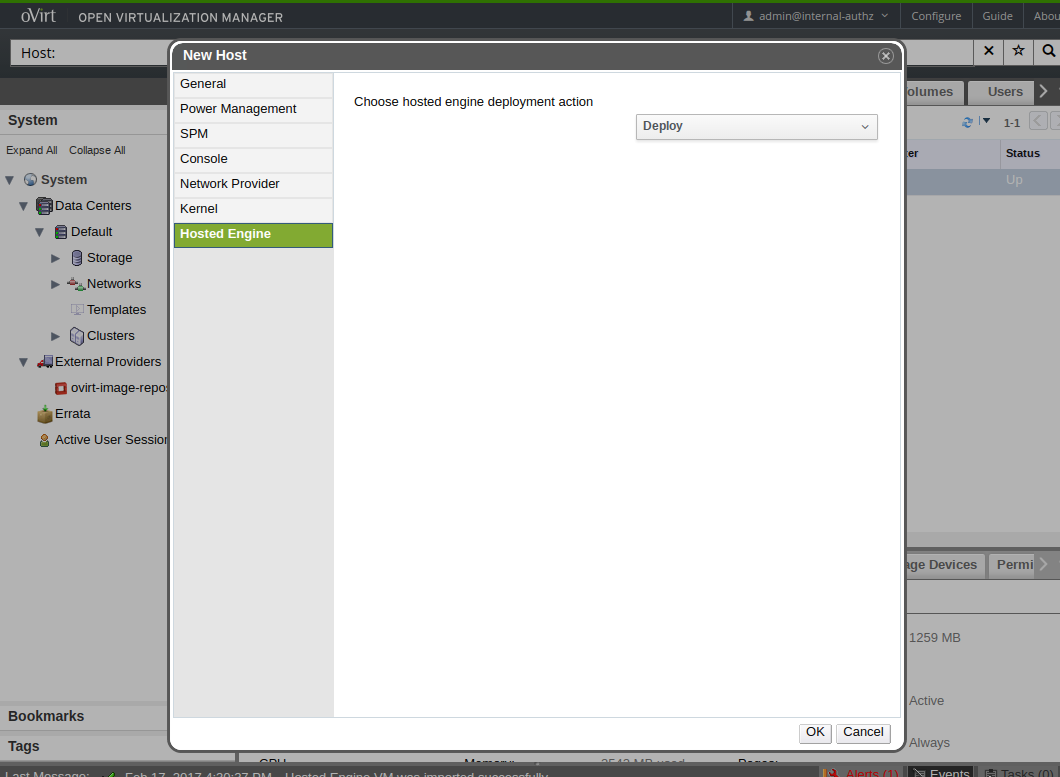 oVirt OPEN VIRTUALIZATION MANAGER admin@internal-authz Configure Guide Abou
Host:
New Host
General
Power Management
SPM
Console
Network Provider
Kernel
Hosted Engine
Choose hosted engine deployment action
Deploy
OK Cancel
System
Expand All Collapse All
System
Data Centers
Default
Storage
Networks
Templates
Clusters
External Providers
ovirt-image-repos
Errata
Active User Session
Bookmarks
Tags
olumes Users
1-1
er Status
Up
age Devices Permi
1259 MB
Active
Always
Last Message: Feb 17, 2017 4:30:37 PM Hosted Engine VM was imported successfully
Alerts (1) Events Tasks (0)